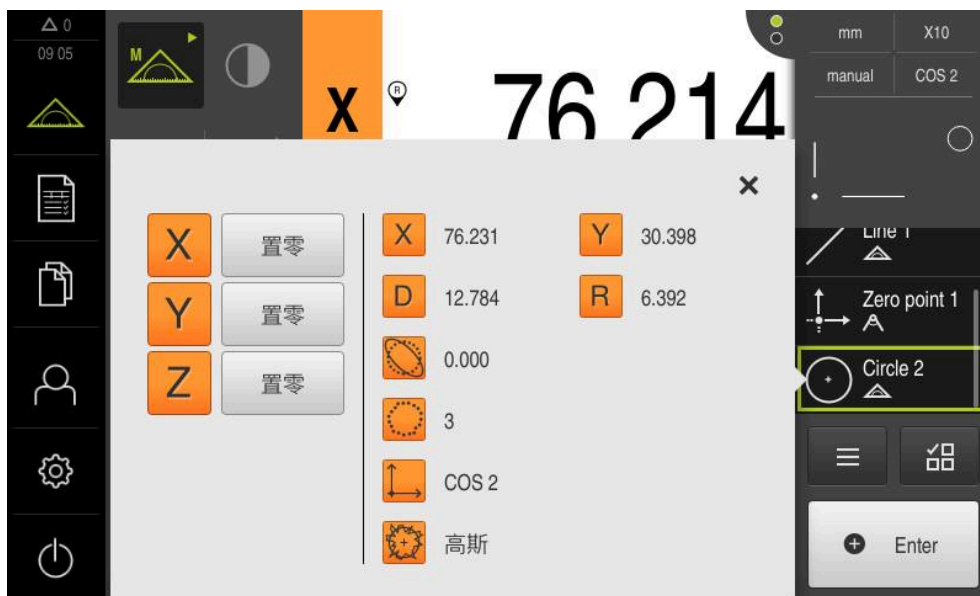 0
09 05
M
X
R
76.214
mm
X10
manual
COS 2
X
置零
Y
置零
Z
置零
X
76.231
Y
30.398
D
12.784
R
6.392
0.000
3
COS 2
高斯
Line 1
Zero point 1
Circle 2
Enter